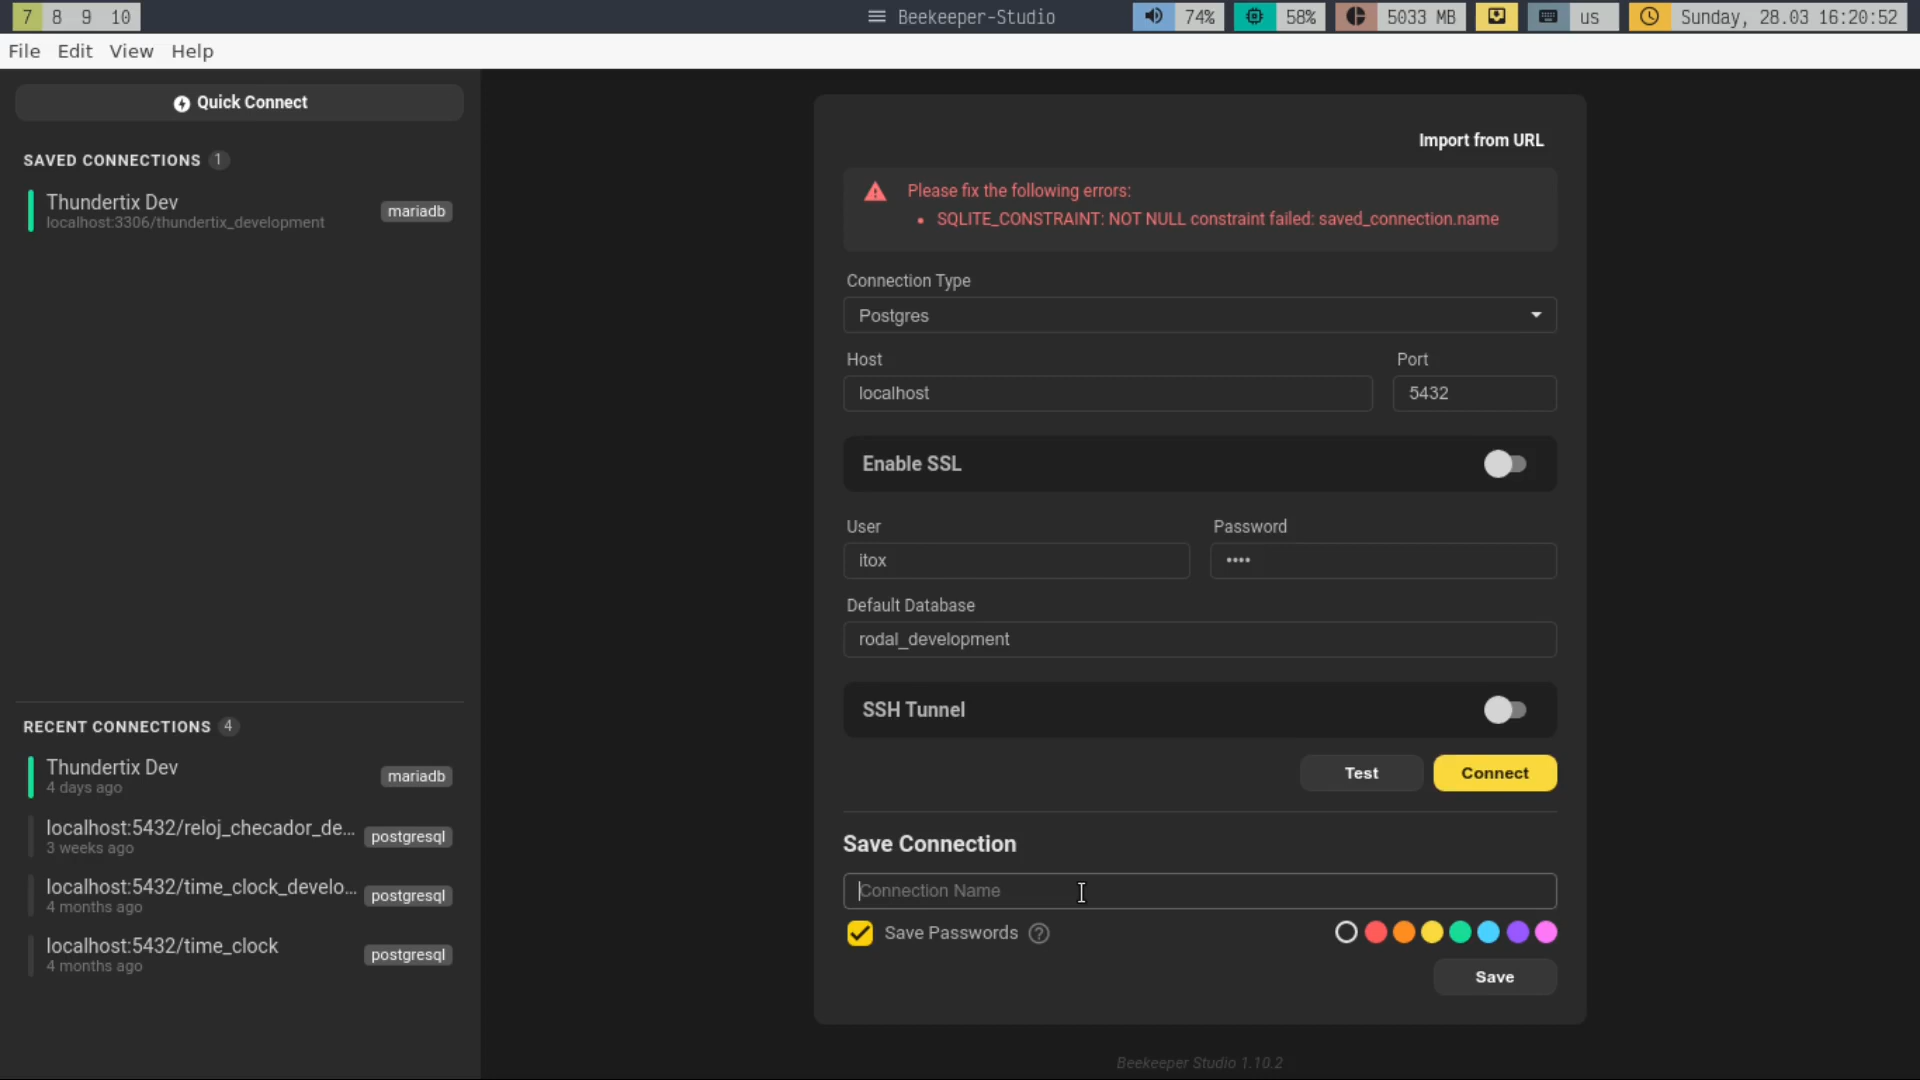 7 8 9 10
Beekeeper-Studio
74%
58%
5033 MB
us
Sunday, 28.03 16:20:52
File Edit View Help
Quick Connect
SAVED CONNECTIONS 1
Thundertix Dev
localhost:3306/thundertix_development
mariadb
RECENT CONNECTIONS 4
Thundertix Dev
4 days ago
mariadb
localhost:5432/reloj_checador_de...
3 weeks ago
postgresql
localhost:5432/time_clock_develo...
4 months ago
postgresql
localhost:5432/time_clock
4 months ago
postgresql
Import from URL
Please fix the following errors:
• SQLITE_CONSTRAINT: NOT NULL constraint failed: saved_connection.name
Connection Type
Postgres
Host
localhost
Port
5432
Enable SSL
User
itox
Password
••••
Default Database
rodal_development
SSH Tunnel
Test
Connect
Save Connection
Connection Name
Save Passwords ?
Save
Beekeeper Studio 1.10.2